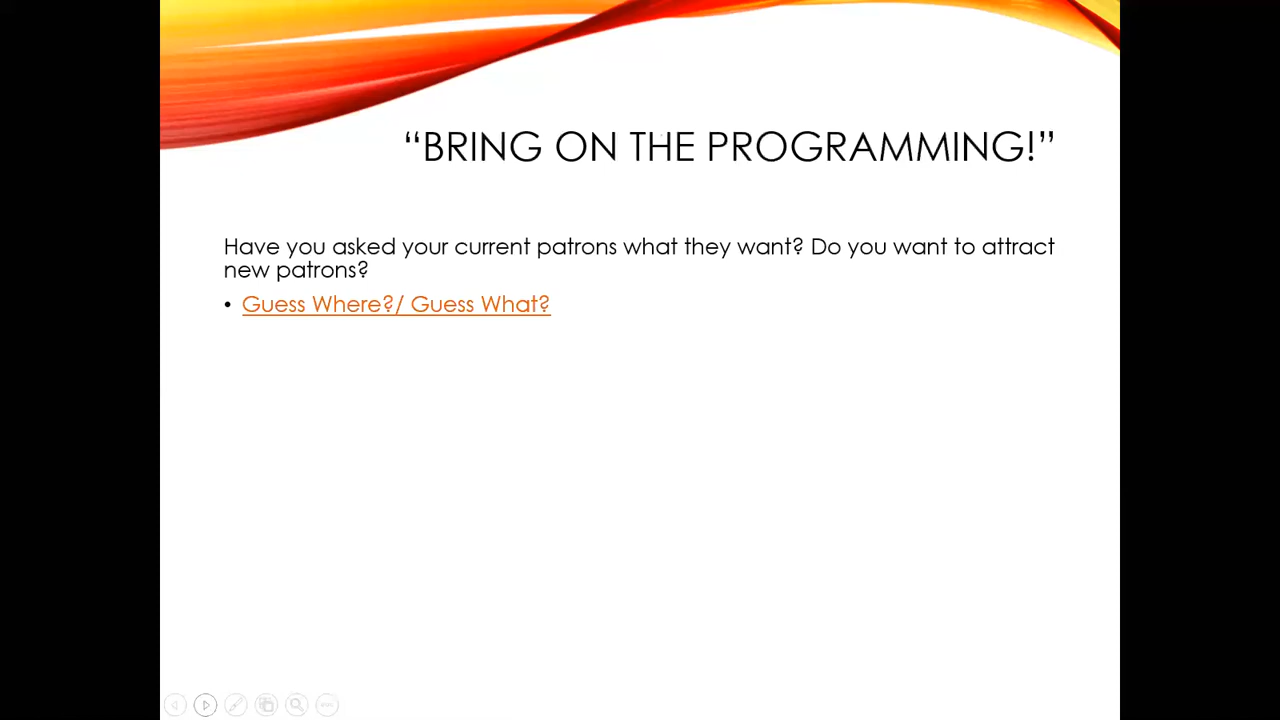 “BRING ON THE PROGRAMMING!”
Have you asked your current patrons what they want? Do you want to attract
new patrons?
• Guess Where?/ Guess What?